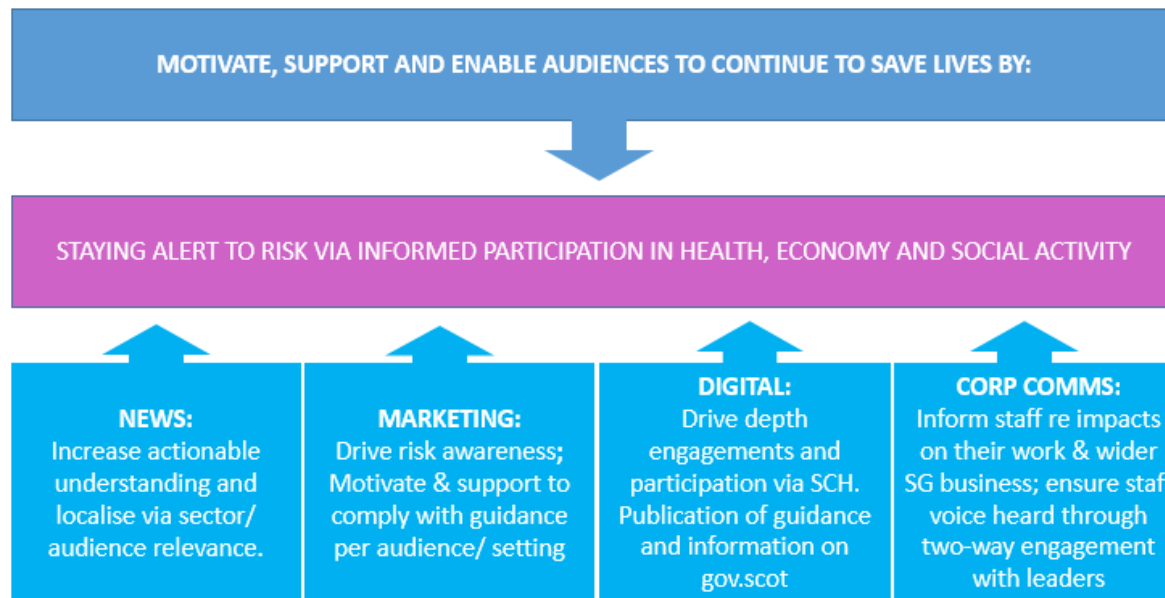 MOTIVATE, SUPPORT AND ENABLE AUDIENCES TO CONTINUE TO SAVE LIVES BY:
STAYING ALERT TO RISK VIA INFORMED PARTICIPATION IN HEALTH, ECONOMY AND SOCIAL ACTIVITY
NEWS:
Increase actionable
understanding and
localise via sector/
audience relevance.
MARKETING:
Drive risk awareness;
Motivate & support to
comply with guidance
per audience/ setting
DIGITAL:
Drive depth
engagements and
participation via SCH.
Publication of guidance
and information on
gov.scot
CORP COMMS:
Inform staff re impacts
on their work & wider
SG business; ensure staff
voice heard through
two-way engagement
with leaders